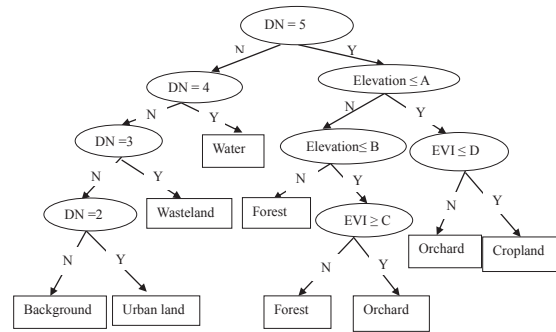 DN = 5
N Y
DN = 4 Elevation ≤ A
N Y N Y
DN =3 Water Elevation≤ B EVI ≤ D
N Y N Y N Y
DN =2 Wasteland Forest EVI ≥ C Orchard Cropland
N Y N Y
Background Urban land Forest Orchard